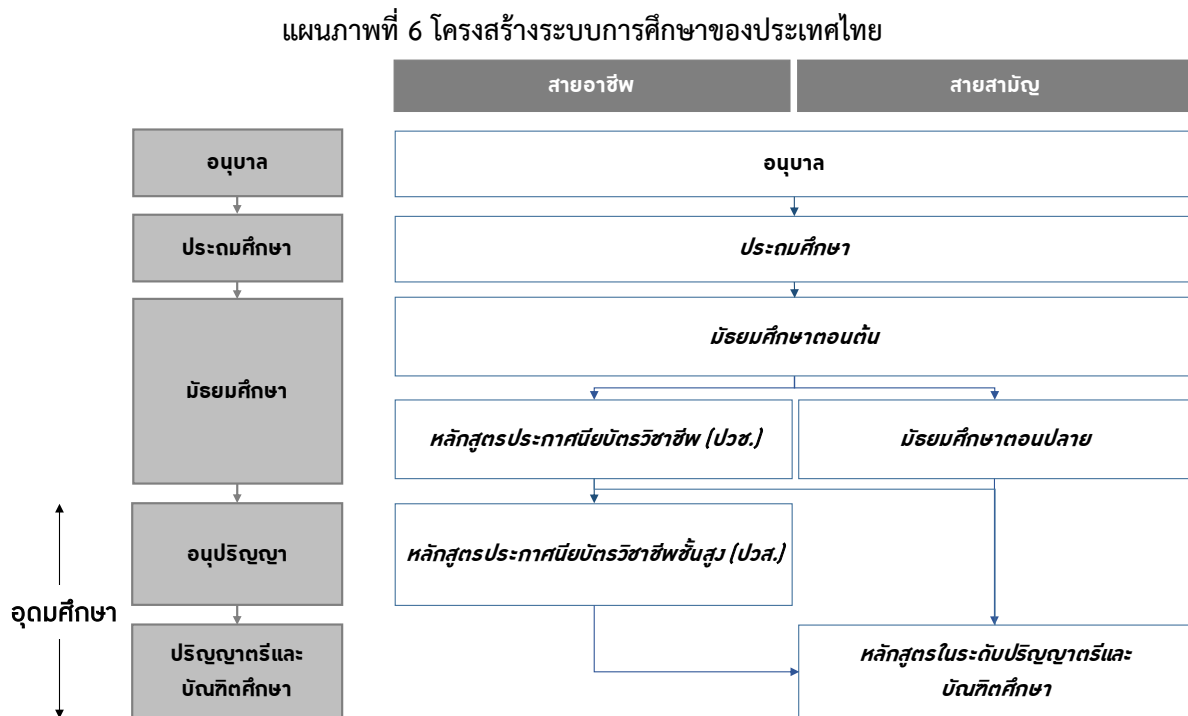 แผนภาพที่ 6 โครงสร้างระบบการศึกษาของประเทศไทย
สายอาชีพ
สายสามัญ
อนุบาล
อนุบาล
ประถมศึกษา
ประถมศึกษา
มัธยมศึกษา
มัธยมศึกษาตอนต้น
หลักสูตรประกาศนียบัตรวิชาชีพ (ปวช.)
มัธยมศึกษาตอนปลาย
อุดมศึกษา
อนุปริญญา
หลักสูตรประกาศนียบัตรวิชาชีพชั้นสูง (ปวส.)
ปริญญาตรีและ
บัณฑิตศึกษา
หลักสูตรในระดับปริญญาตรีและ
บัณฑิตศึกษา